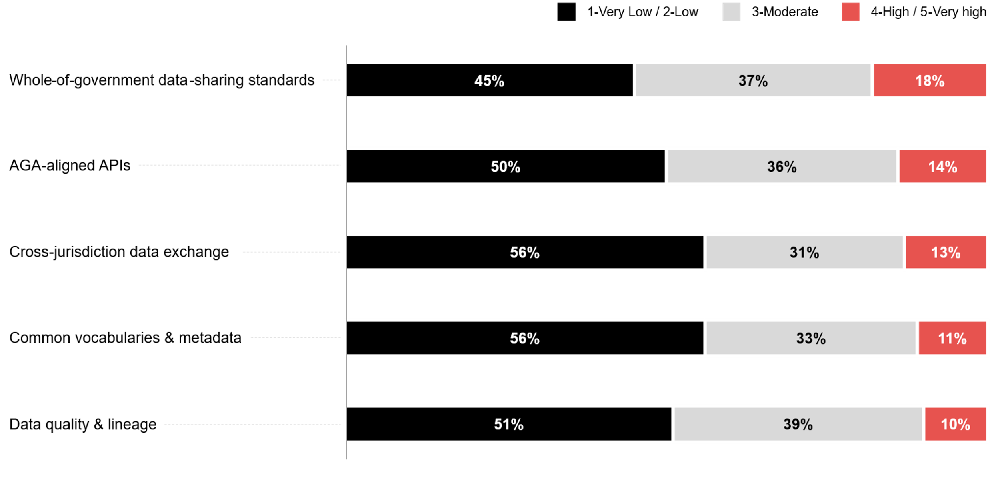 1-Very Low / 2-Low 3-Moderate 4-High / 5-Very high
Whole-of-government data-sharing standards 45% 37% 18%
AGA-aligned APIs 50% 36% 14%
Cross-jurisdiction data exchange 56% 31% 13%
Common vocabularies & metadata 56% 33% 11%
Data quality & lineage 51% 39% 10%